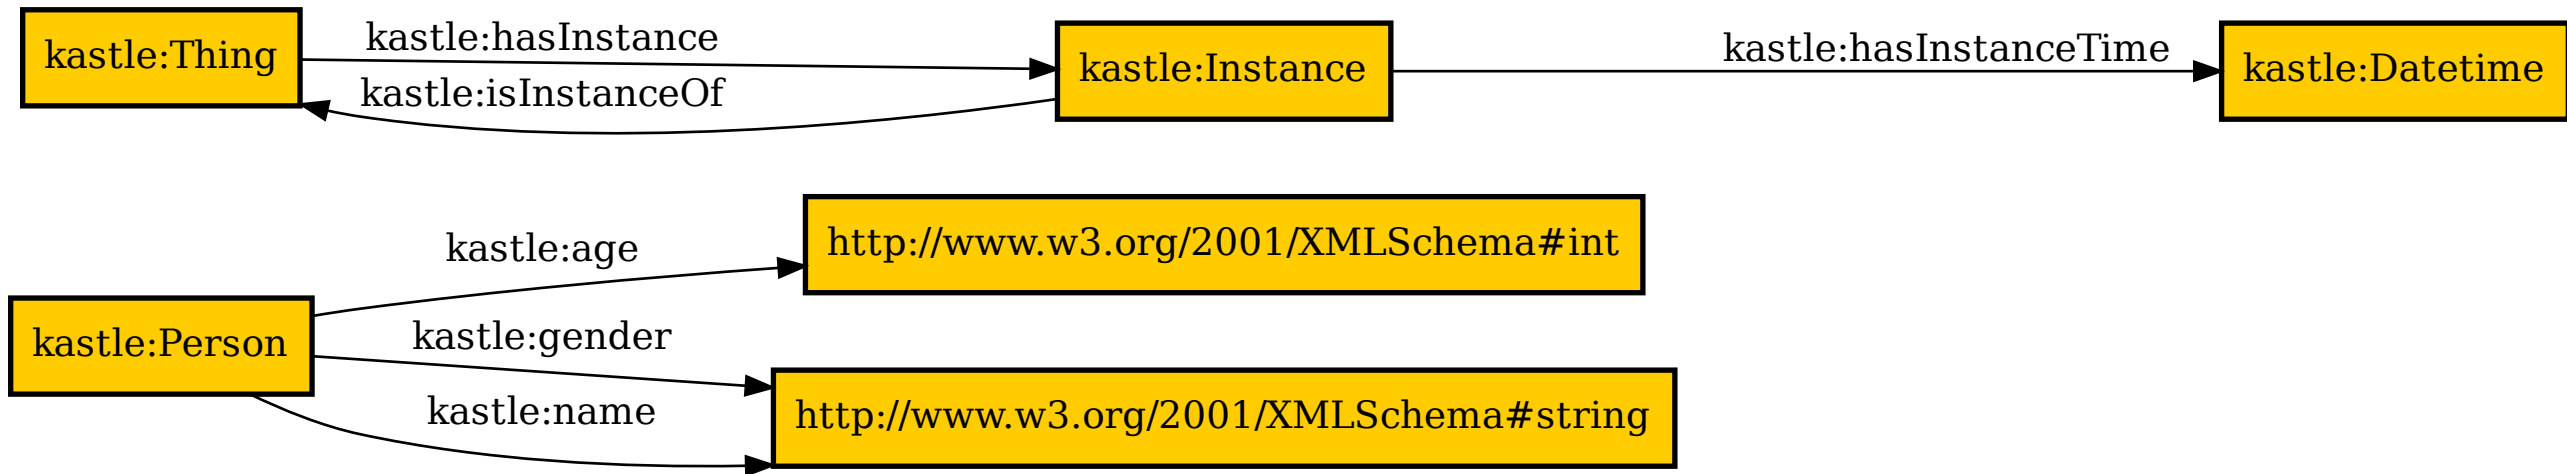 kastle:Thing
kastle:hasInstance
kastle:isInstanceOf
kastle:Instance
kastle:hasInstanceTime
kastle:Datetime
kastle:Person
kastle:age
http://www.w3.org/2001/XMLSchema#int
kastle:gender
kastle:name
http://www.w3.org/2001/XMLSchema#string